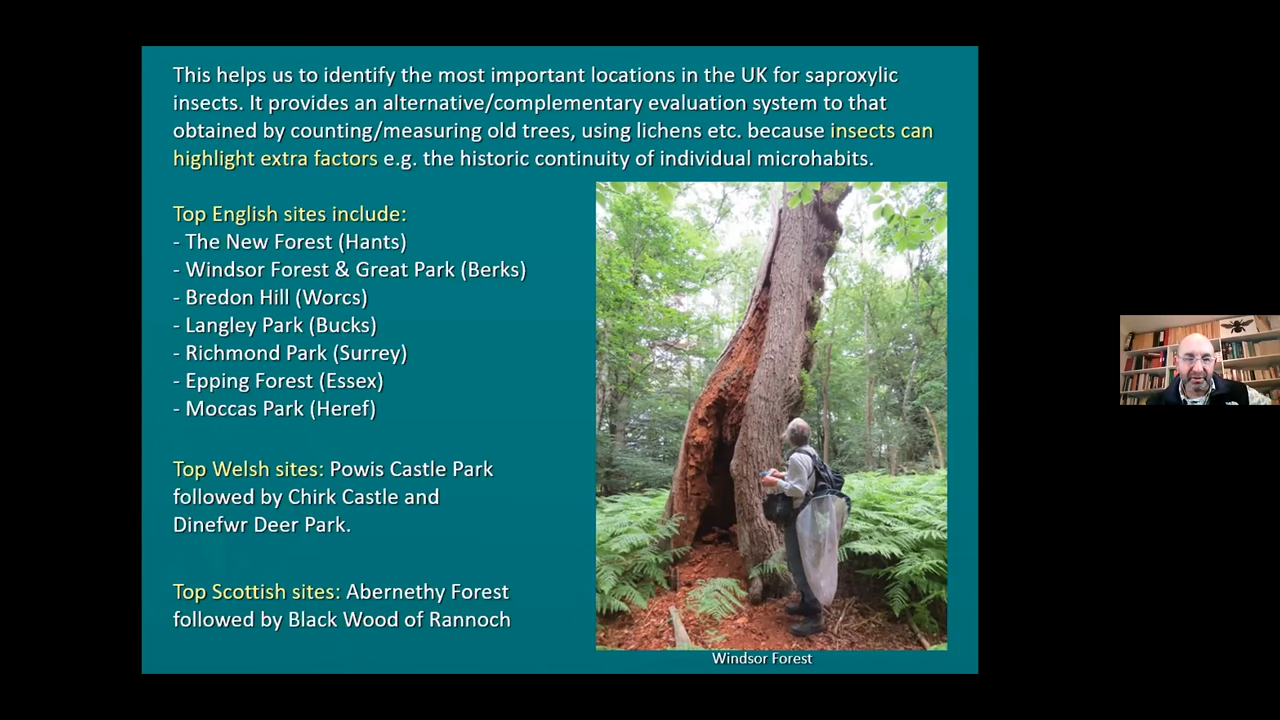 This helps us to identify the most important locations in the UK for saproxylic
insects. It provides an alternative/complementary evaluation system to that
obtained by counting/measuring old trees, using lichens etc. because insects can
highlight extra factors e.g. the historic continuity of individual microhabits.
Top English sites include:
- The New Forest (Hants)
- Windsor Forest & Great Park (Berks)
- Bredon Hill (Worcs)
- Langley Park (Bucks)
- Richmond Park (Surrey)
- Epping Forest (Essex)
- Moccas Park (Heref)
Top Welsh sites: Powis Castle Park
followed by Chirk Castle and
Dinefwr Deer Park.
Top Scottish sites: Abernethy Forest
followed by Black Wood of Rannoch
Windsor Forest